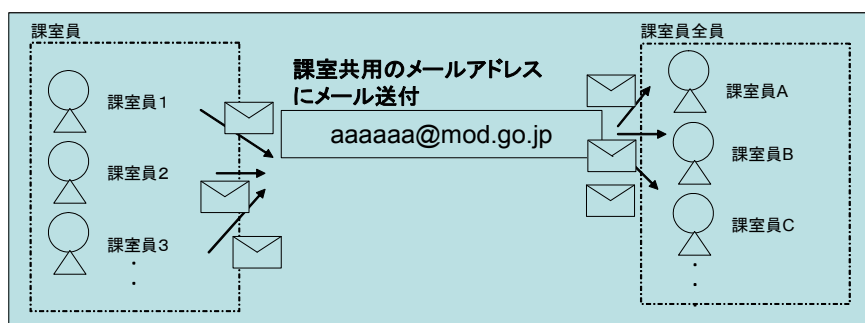 課室員
課室員1
課室員2
課室員3
・
・
課室共用のメールアドレス
にメール送付
aaaaaa@mod.go.jp
課室員全員
課室員A
課室員B
課室員C
・
・
・